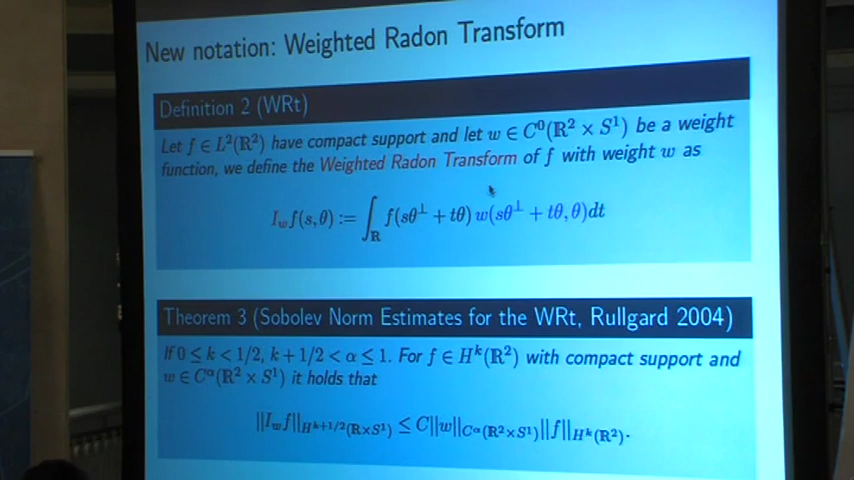 New notation: Weighted Radon Transform
Definition 2 (WRt)
Let f ∈ L²(ℝ²) have compact support and let w ∈ C⁰(ℝ² × S¹) be a weight
function, we define the Weighted Radon Transform of f with weight w as
I_w f(s,θ) := ∫_ℝ f(sθ^⊥ + tθ) w(sθ^⊥ + tθ, θ)dt
Theorem 3 (Sobolev Norm Estimates for the WRt, Rullgard 2004)
If 0 ≤ k < 1/2, k + 1/2 < α ≤ 1. For f ∈ H^k(ℝ²) with compact support and
w ∈ C^α(ℝ² × S¹) it holds that
||I_w f||_{H^{k+1/2}(ℝ×S¹)} ≤ C||w||_{C^α(ℝ²×S¹)}||f||_{H^k(ℝ²)}.